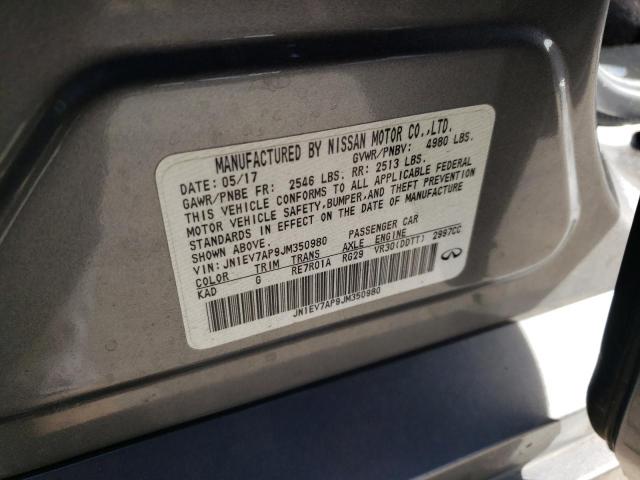 MANUFACTURED BY NISSAN MOTOR CO.,LTD.
DATE: 05/17 GVWR/PNBV: 4980 LBS.
GAWR/PNBE FR: 2546 LBS. RR: 2513 LBS.
THIS VEHICLE CONFORMS TO ALL APPLICABLE FEDERAL
MOTOR VEHICLE SAFETY,BUMPER,AND THEFT PREVENTION
STANDARDS IN EFFECT ON THE DATE OF MANUFACTURE
SHOWN ABOVE.
VIN: JN1EV7AP9JM350980 PASSENGER CAR
COLOR TRIM TRANS AXLE ENGINE
KAD G RE7R01A RG29 VR30(DDTT) 2997CC
JN1EV7AP9JM350980